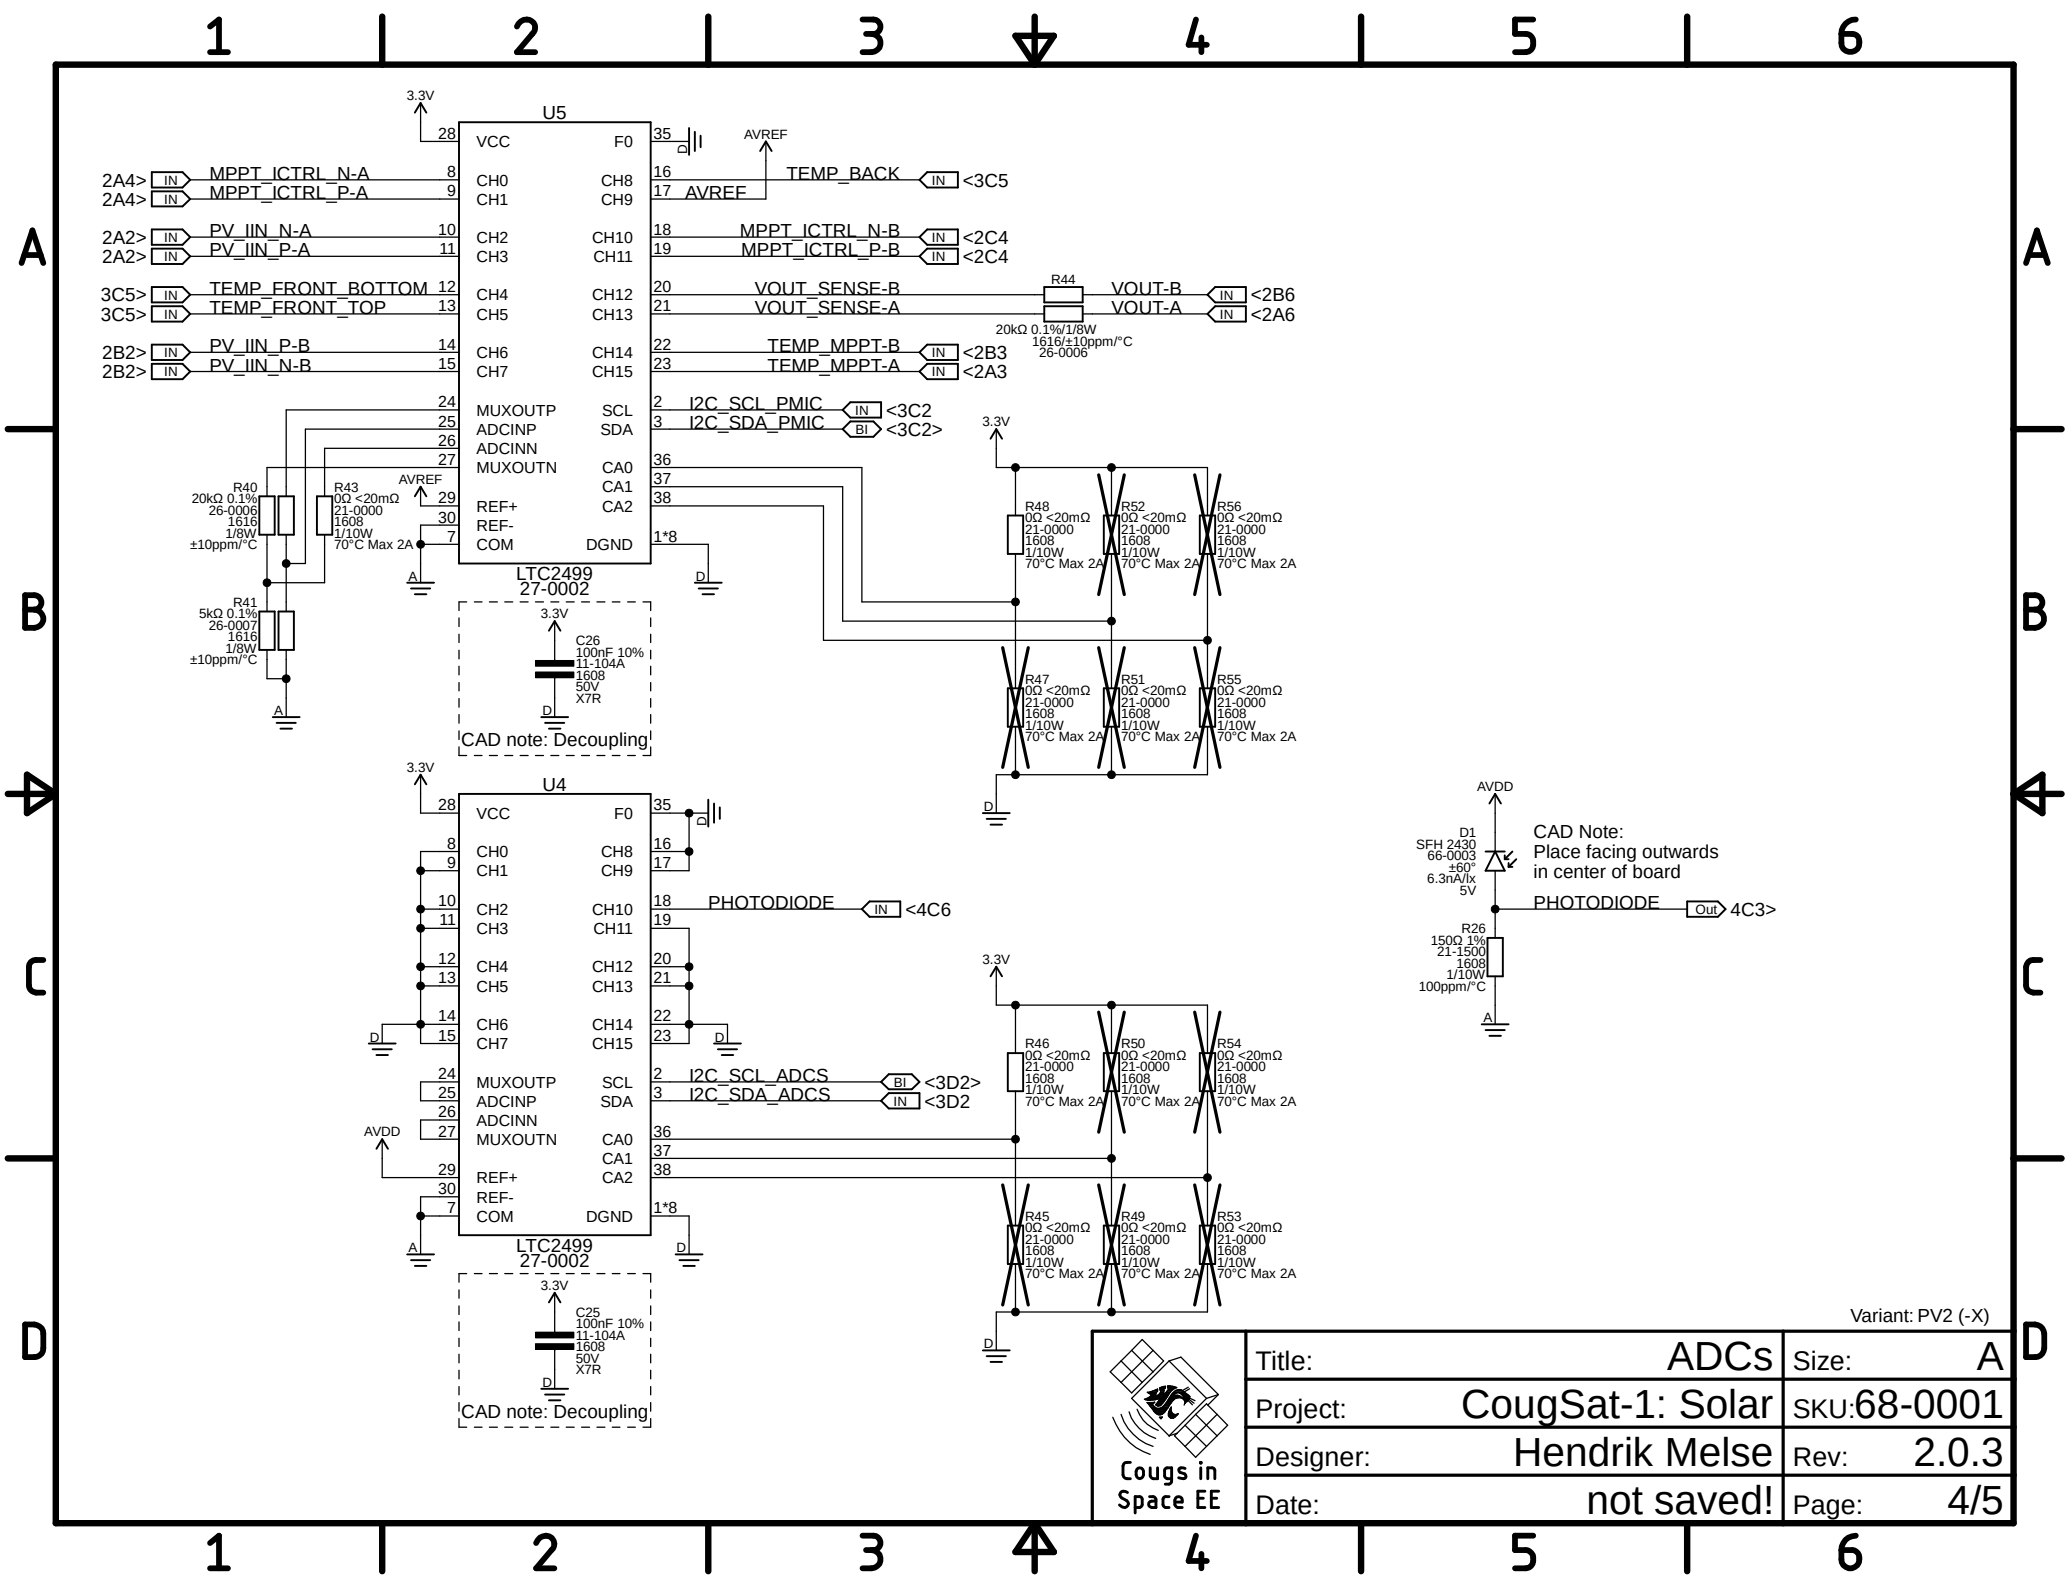 1 2 3 4 5 6
A A
B B
C C
D D
3.3V
U5
28 VCC F0 35 D
AVREF
2A4> IN MPPT_ICTRL_N-A 8 CH0 CH8 16 TEMP_BACK IN <3C5
2A4> IN MPPT_ICTRL_P-A 9 CH1 CH9 17 AVREF
2A2> IN PV_IIN_N-A 10 CH2 CH10 18 MPPT_ICTRL_N-B IN <2C4
2A2> IN PV_IIN_P-A 11 CH3 CH11 19 MPPT_ICTRL_P-B IN <2C4
R44
3C5> IN TEMP_FRONT_BOTTOM 12 CH4 CH12 20 VOUT_SENSE-B VOUT-B IN <2B6
3C5> IN TEMP_FRONT_TOP 13 CH5 CH13 21 VOUT_SENSE-A VOUT-A IN <2A6
20kΩ 0.1%/1/8W
1616/±10ppm/°C
26-0006
2B2> IN PV_IIN_P-B 14 CH6 CH14 22 TEMP_MPPT-B IN <2B3
2B2> IN PV_IIN_N-B 15 CH7 CH15 23 TEMP_MPPT-A IN <2A3
24 MUXOUTP SCL 2 I2C_SCL_PMIC IN <3C2
25 ADCINP SDA 3 I2C_SDA_PMIC BI <3C2>
26 ADCINN
27 MUXOUTN CA0 36
CA1 37
AVREF 29 REF+ CA2 38
30 REF-
7 COM DGND 1*8
A D
LTC2499
27-0002
R40
20kΩ 0.1%
26-0006
1616
1/8W
±10ppm/°C
R43
0Ω <20mΩ
21-0000
1608
1/10W
70°C Max 2A
R41
5kΩ 0.1%
26-0007
1616
1/8W
±10ppm/°C
A
3.3V
C26
100nF 10%
11-104A
1608
50V
X7R
D
CAD note: Decoupling
3.3V
R48
0Ω <20mΩ
21-0000
1608
1/10W
70°C Max 2A
R52
0Ω <20mΩ
21-0000
1608
1/10W
70°C Max 2A
R56
0Ω <20mΩ
21-0000
1608
1/10W
70°C Max 2A
R47
0Ω <20mΩ
21-0000
1608
1/10W
70°C Max 2A
R51
0Ω <20mΩ
21-0000
1608
1/10W
70°C Max 2A
R55
0Ω <20mΩ
21-0000
1608
1/10W
70°C Max 2A
D
3.3V
U4
28 VCC F0 35 D
8 CH0 CH8 16
9 CH1 CH9 17
10 CH2 CH10 18 PHOTODIODE IN <4C6
11 CH3 CH11 19
12 CH4 CH12 20
13 CH5 CH13 21
14 CH6 CH14 22
D 15 CH7 CH15 23 D
24 MUXOUTP SCL 2 I2C_SCL_ADCS BI <3D2>
25 ADCINP SDA 3 I2C_SDA_ADCS IN <3D2
26 ADCINN
27 MUXOUTN CA0 36
CA1 37
AVDD 29 REF+ CA2 38
30 REF-
7 COM DGND 1*8
A D
LTC2499
27-0002
3.3V
C25
100nF 10%
11-104A
1608
50V
X7R
D
CAD note: Decoupling
3.3V
R46
0Ω <20mΩ
21-0000
1608
1/10W
70°C Max 2A
R50
0Ω <20mΩ
21-0000
1608
1/10W
70°C Max 2A
R54
0Ω <20mΩ
21-0000
1608
1/10W
70°C Max 2A
R45
0Ω <20mΩ
21-0000
1608
1/10W
70°C Max 2A
R49
0Ω <20mΩ
21-0000
1608
1/10W
70°C Max 2A
R53
0Ω <20mΩ
21-0000
1608
1/10W
70°C Max 2A
D
AVDD
D1
SFH 2430
66-0003
±60°
6.3nA/lx
5V
CAD Note:
Place facing outwards
in center of board
PHOTODIODE Out 4C3>
R26
150Ω 1%
21-1500
1608
1/10W
100ppm/°C
A
Variant: PV2 (-X)
Cougs in
Space EE
Title: ADCs Size: A
Project: CougSat-1: Solar SKU: 68-0001
Designer: Hendrik Melse Rev: 2.0.3
Date: not saved! Page: 4/5
1 2 3 4 5 6